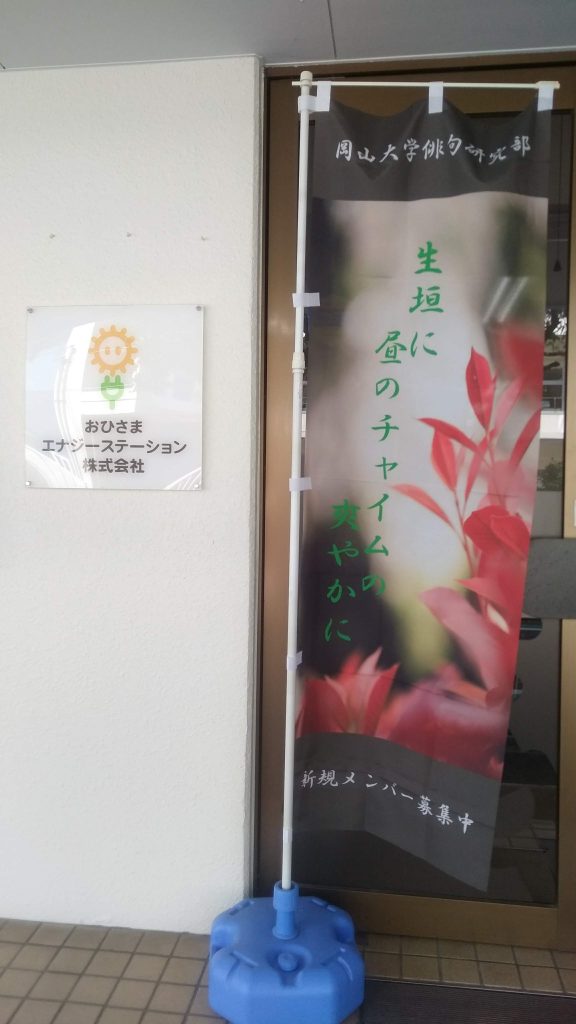 岡山大学俳句研究部
生垣に
昼のチャイムの
爽やかに
新規メンバー募集中
おひさま
エナジーステーション
株式会社